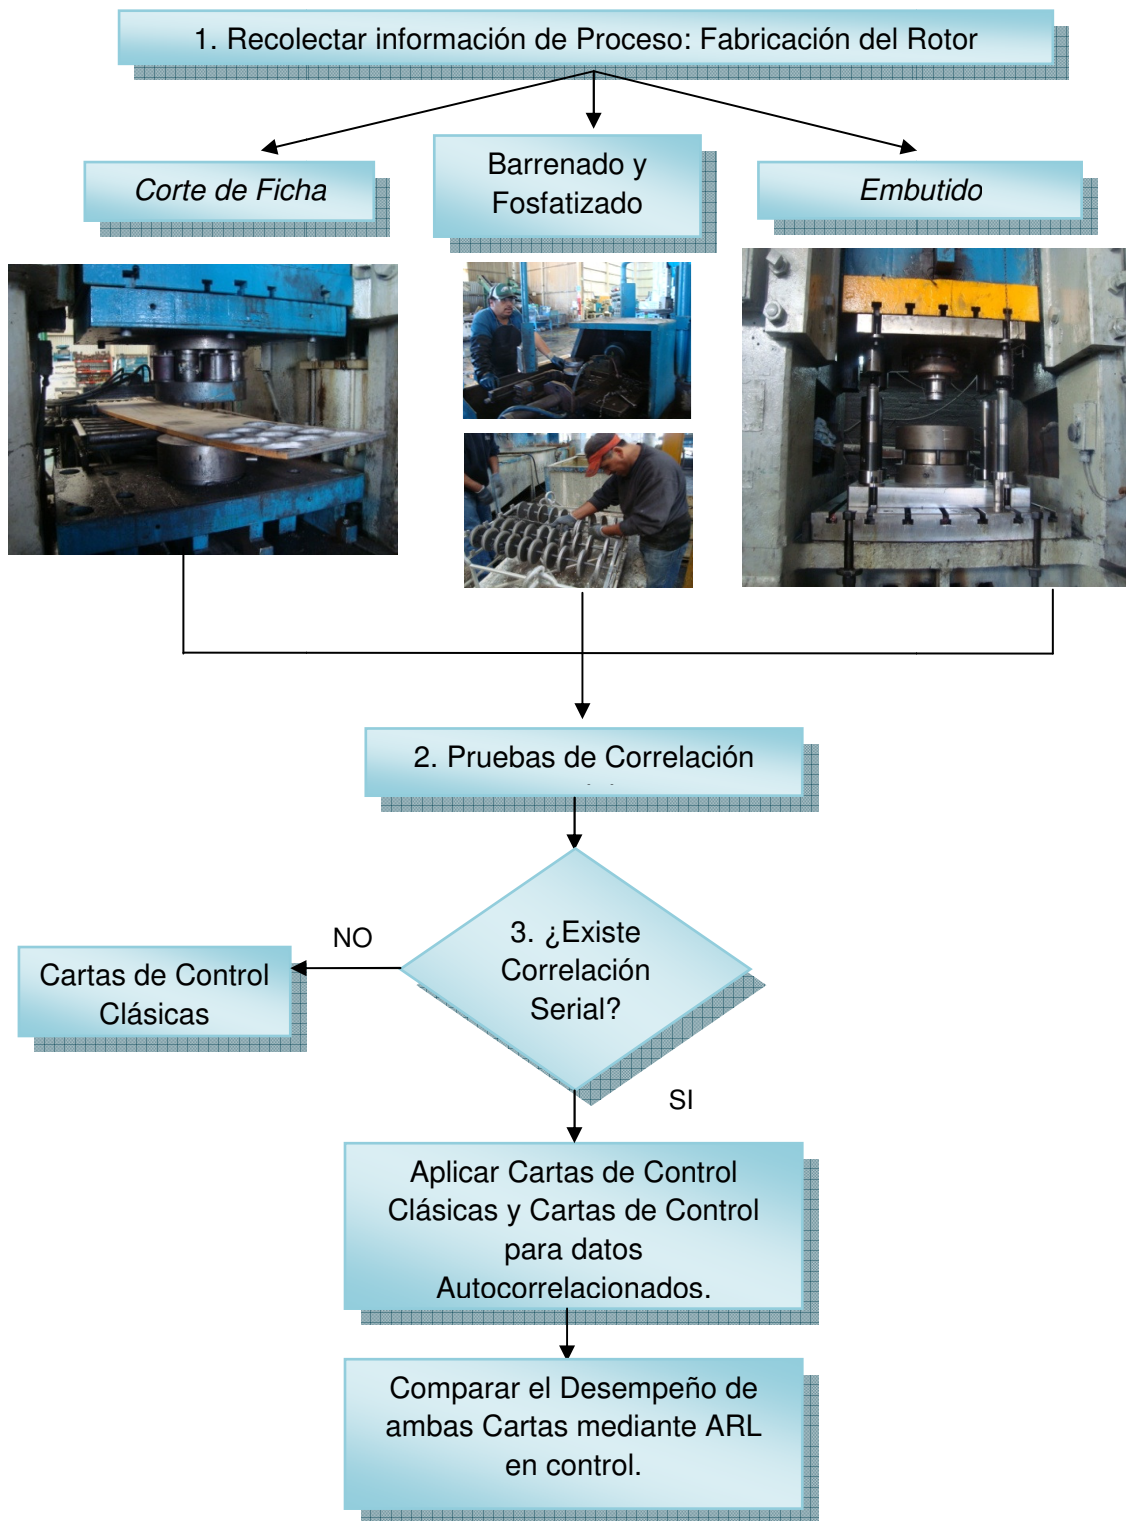 1. Recolectar información de Proceso: Fabricación del Rotor
Corte de Ficha
Barrenado y
Fosfatizado
Embutido
2. Pruebas de Correlación
3. ¿Existe
Correlación
Serial?
NO
Cartas de Control
Clásicas
SI
Aplicar Cartas de Control
Clásicas y Cartas de Control
para datos
Autocorrelacionados.
Comparar el Desempeño de
ambas Cartas mediante ARL
en control.